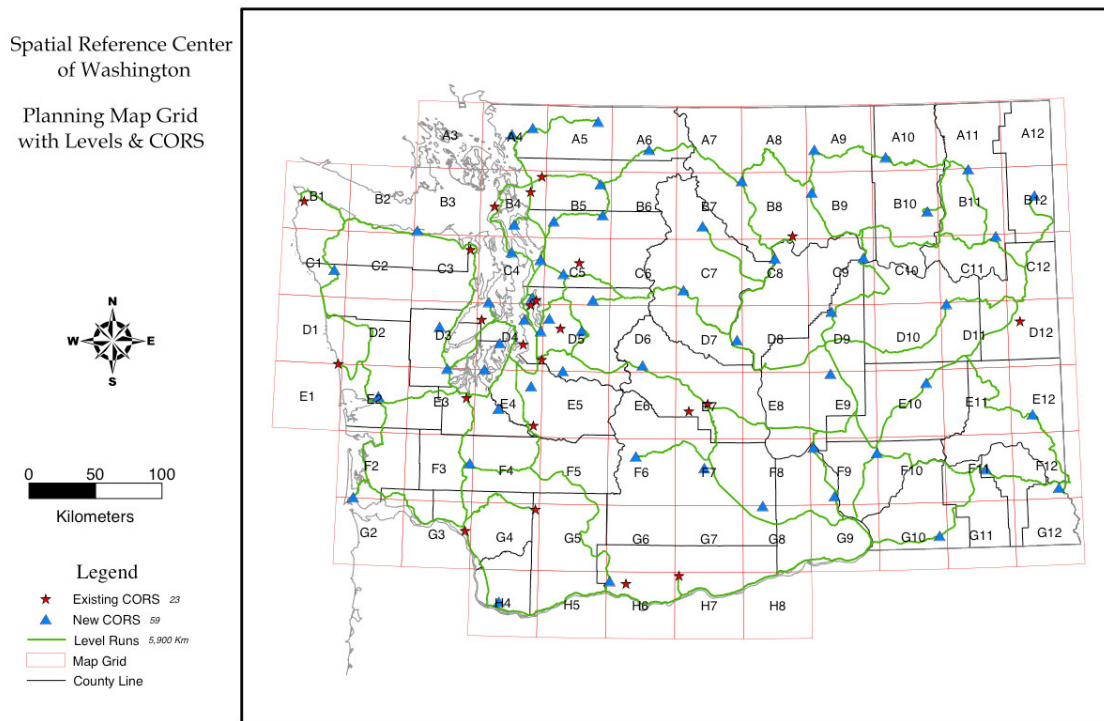 Spatial Reference Center
of Washington
Planning Map Grid
with Levels & CORS
N
W E
S
0 50 100
Kilometers
Legend
Existing CORS 23
New CORS 59
Level Runs 5,900 Km
Map Grid
County Line
A3 A4 A5 A6 A7 A8 A9 A10 A11 A12
B1 B2 B3 B4 B5 B6 B7 B8 B9 B10 B11 B12
C1 C2 C3 C4 C5 C6 C7 C8 C9 C10 C11 C12
D1 D2 D3 D4 D5 D6 D7 D8 D9 D10 D11 D12
E1 E2 E3 E4 E5 E6 E7 E8 E9 E10 E11 E12
F2 F3 F4 F5 F6 F7 F8 F9 F10 F11 F12
G2 G3 G4 G5 G6 G7 G8 G9 G10 G11 G12
H4 H5 H6 H7 H8